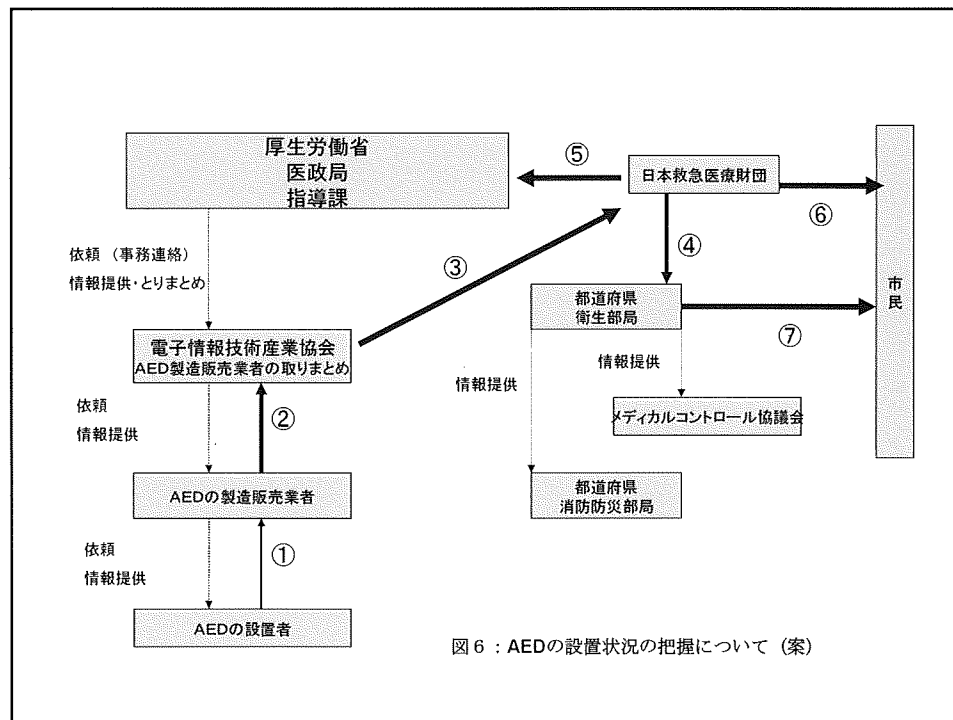 厚生労働省
医政局
指導課
⑤
日本救急医療財団
⑥
市民
依頼 （事務連絡）
情報提供・とりまとめ
③
④
都道府県
衛生部局
⑦
電子情報技術産業協会
AED製造販売業者の取りまとめ
情報提供
情報提供
依頼
情報提供
②
メディカルコントロール協議会
AEDの製造販売業者
都道府県
消防防災部局
依頼
情報提供
①
AEDの設置者
図６：AEDの設置状況の把握について（案）